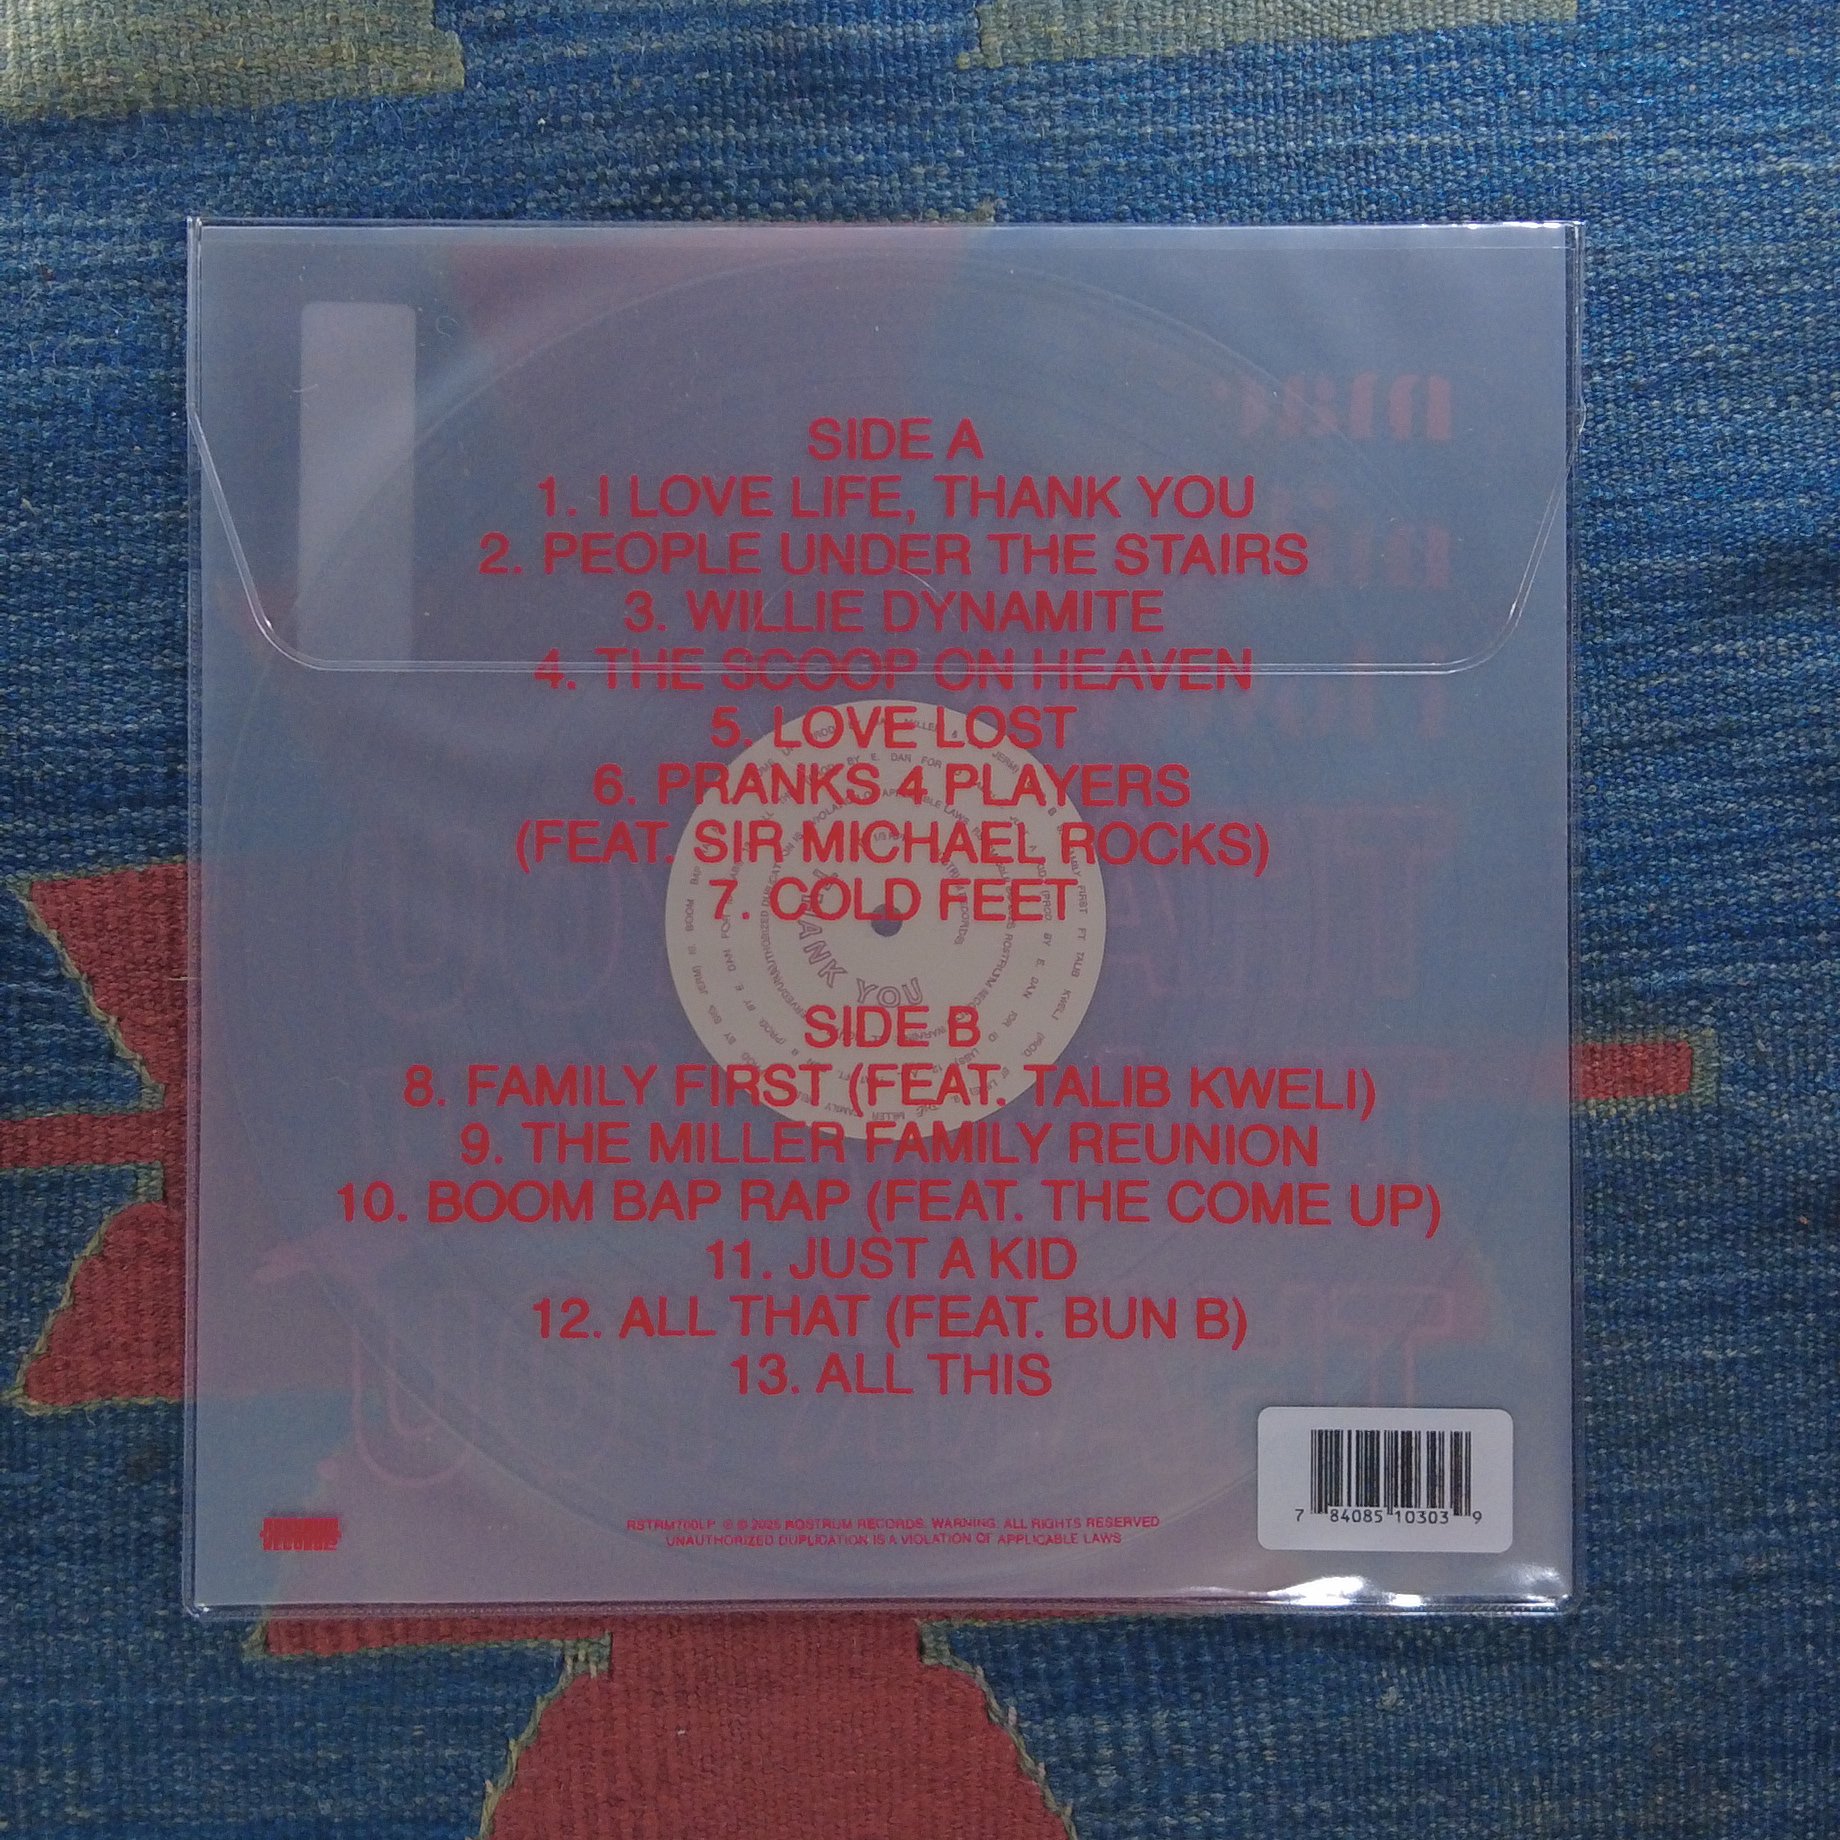 SIDE A
1. I LOVE LIFE, THANK YOU
2. PEOPLE UNDER THE STAIRS
3. WILLIE DYNAMITE
4. THE SCOOP ON HEAVEN
5. LOVE LOST
6. PRANKS 4 PLAYERS
(FEAT. SIR MICHAEL ROCKS)
7. COLD FEET
THANK YOU
SIDE B
8. FAMILY FIRST (FEAT. TALIB KWELI)
9. THE MILLER FAMILY REUNION
10. BOOM BAP RAP (FEAT. THE COME UP)
11. JUST A KID
12. ALL THAT (FEAT. BUN B)
13. ALL THIS
RSTRM700LP ℗ © 2025 ROSTRUM RECORDS. WARNING. ALL RIGHTS RESERVED
UNAUTHORIZED DUPLICATION IS A VIOLATION OF APPLICABLE LAWS
7 84085 10303 9